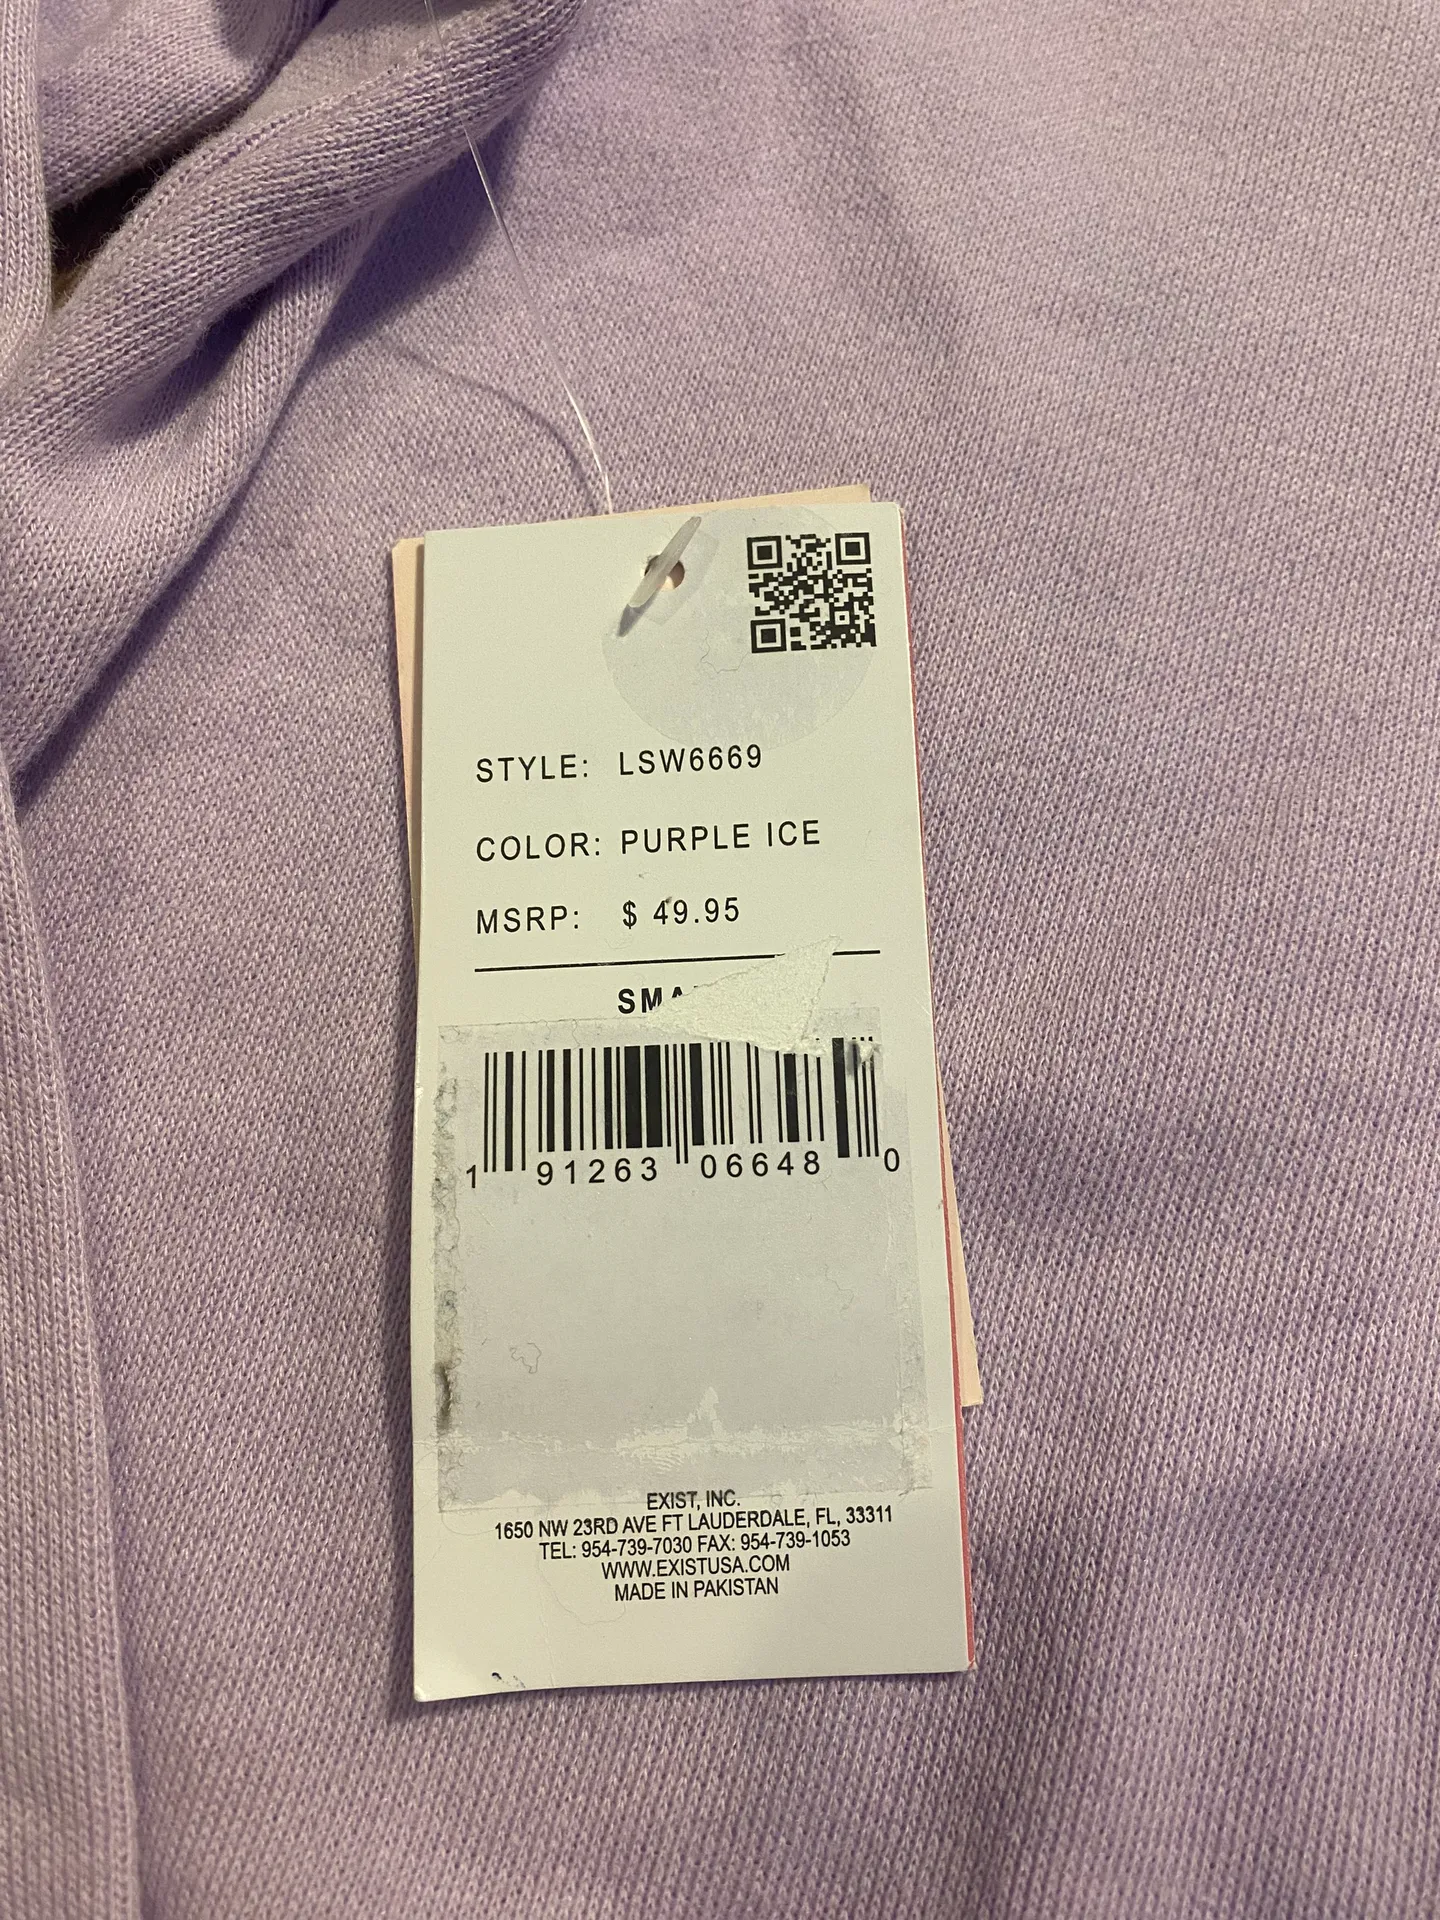 STYLE: LSW6669
COLOR: PURPLE ICE
MSRP: $ 49.95
1 91263 06648 0
EXIST, INC.
1650 NW 23RD AVE FT LAUDERDALE, FL, 33311
TEL: 954-739-7030 FAX: 954-739-1053
WWW.EXISTUSA.COM
MADE IN PAKISTAN